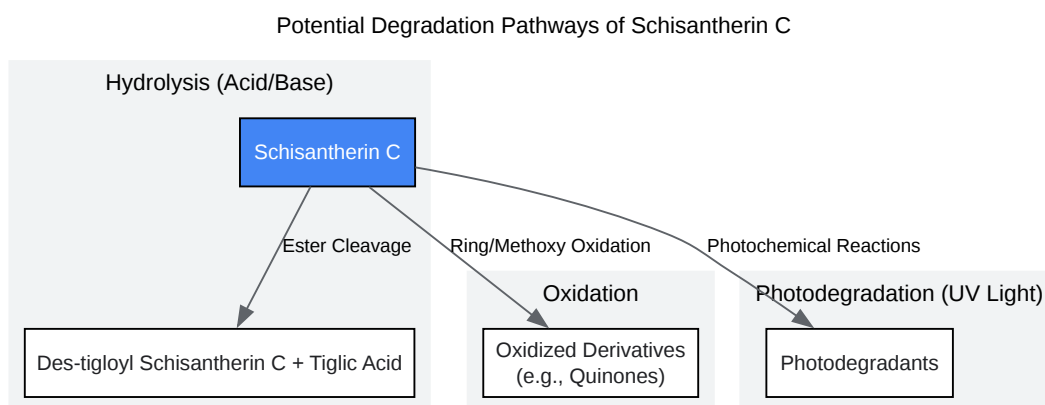 Potential Degradation Pathways of Schisantherin C
Hydrolysis (Acid/Base)
Schisantherin C
Ester Cleavage
Ring/Methoxy Oxidation
Photochemical Reactions
Oxidation
Photodegradation (UV Light)
Des-tigloyl Schisantherin C + Tiglic Acid
Oxidized Derivatives
(e.g., Quinones)
Photodegradants